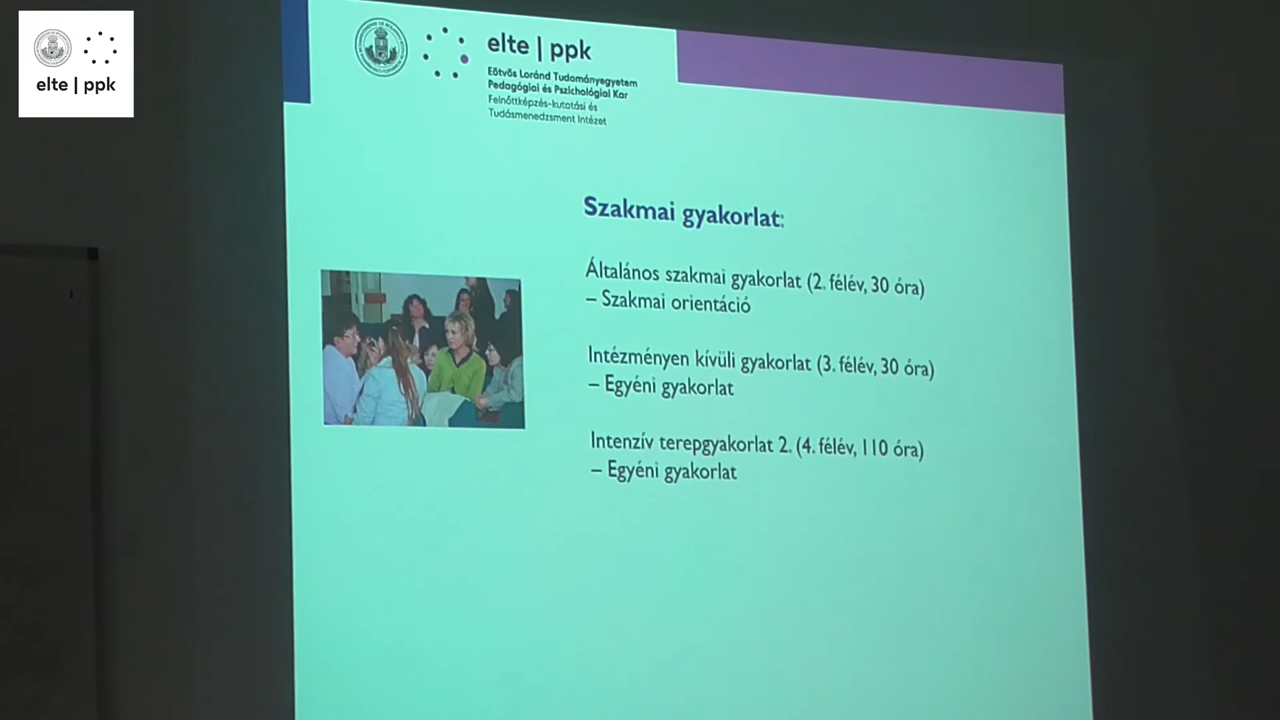 elte | ppk
elte | ppk
Eötvös Loránd Tudományegyetem
Pedagógiai és Pszichológiai Kar
Felnőttképzés-kutatási és
Tudásmenedzsment Intézet
Szakmai gyakorlat:
Általános szakmai gyakorlat (2. félév, 30 óra)
– Szakmai orientáció
Intézményen kívüli gyakorlat (3. félév, 30 óra)
– Egyéni gyakorlat
Intenzív terepgyakorlat 2. (4. félév, 110 óra)
– Egyéni gyakorlat